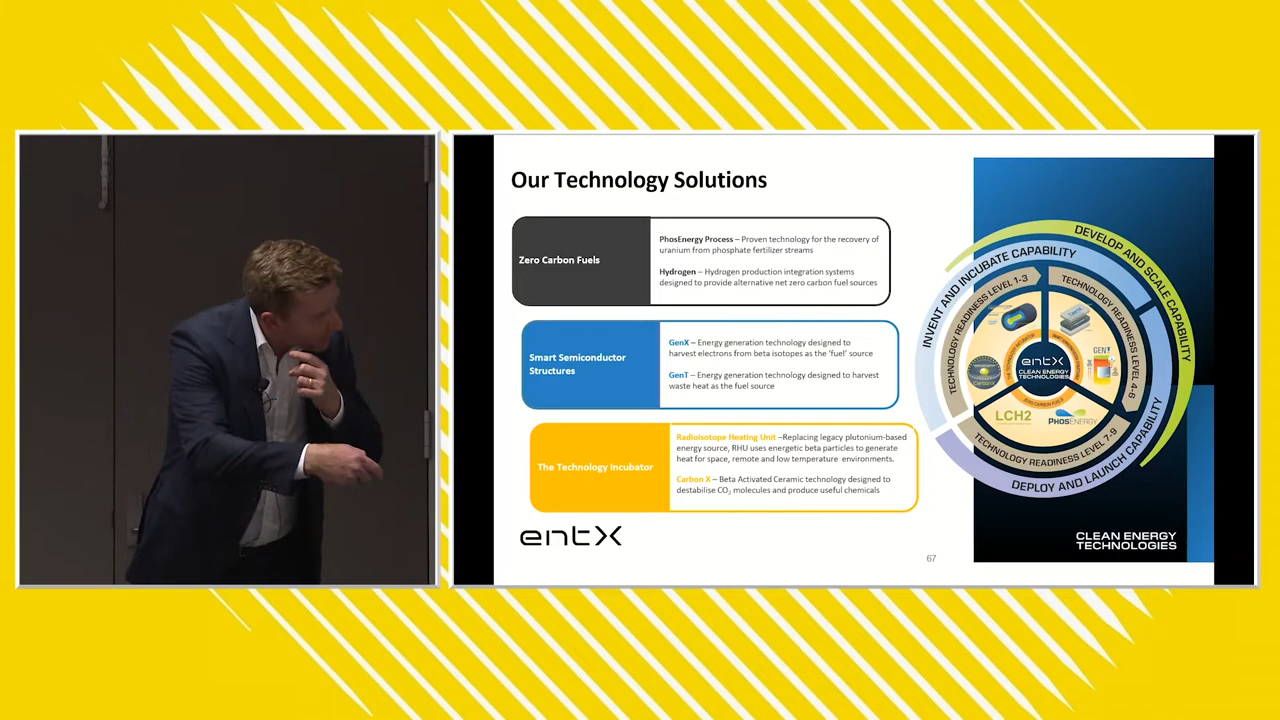 Our Technology Solutions
Zero Carbon Fuels
PhosEnergy Process – Proven technology for the recovery of
uranium from phosphate fertilizer streams
Hydrogen – Hydrogen production integration systems
designed to provide alternative net zero carbon fuel sources
Smart Semiconductor
Structures
GenX – Energy generation technology designed to
harvest electrons from beta isotopes as the 'fuel' source
GenT – Energy generation technology designed to harvest
waste heat as the fuel source
The Technology Incubator
Radioisotope Heating Unit –Replacing legacy plutonium-based
energy source, RHU uses energetic beta particles to generate
heat for space, remote and low temperature environments.
Carbon X – Beta Activated Ceramic technology designed to
destabilise CO₂ molecules and produce useful chemicals
entX
67
INVENT AND INCUBATE CAPABILITY
DEVELOP AND SCALE CAPABILITY
DEPLOY AND LAUNCH CAPABILITY
TECHNOLOGY READINESS LEVEL 1-3
TECHNOLOGY READINESS LEVEL 4-6
TECHNOLOGY READINESS LEVEL 7-9
entX
CLEAN ENERGY
TECHNOLOGIES
GENT
ZERO CARBON FUELS
LCH2
PHOSENERGY
CLEAN ENERGY
TECHNOLOGIES